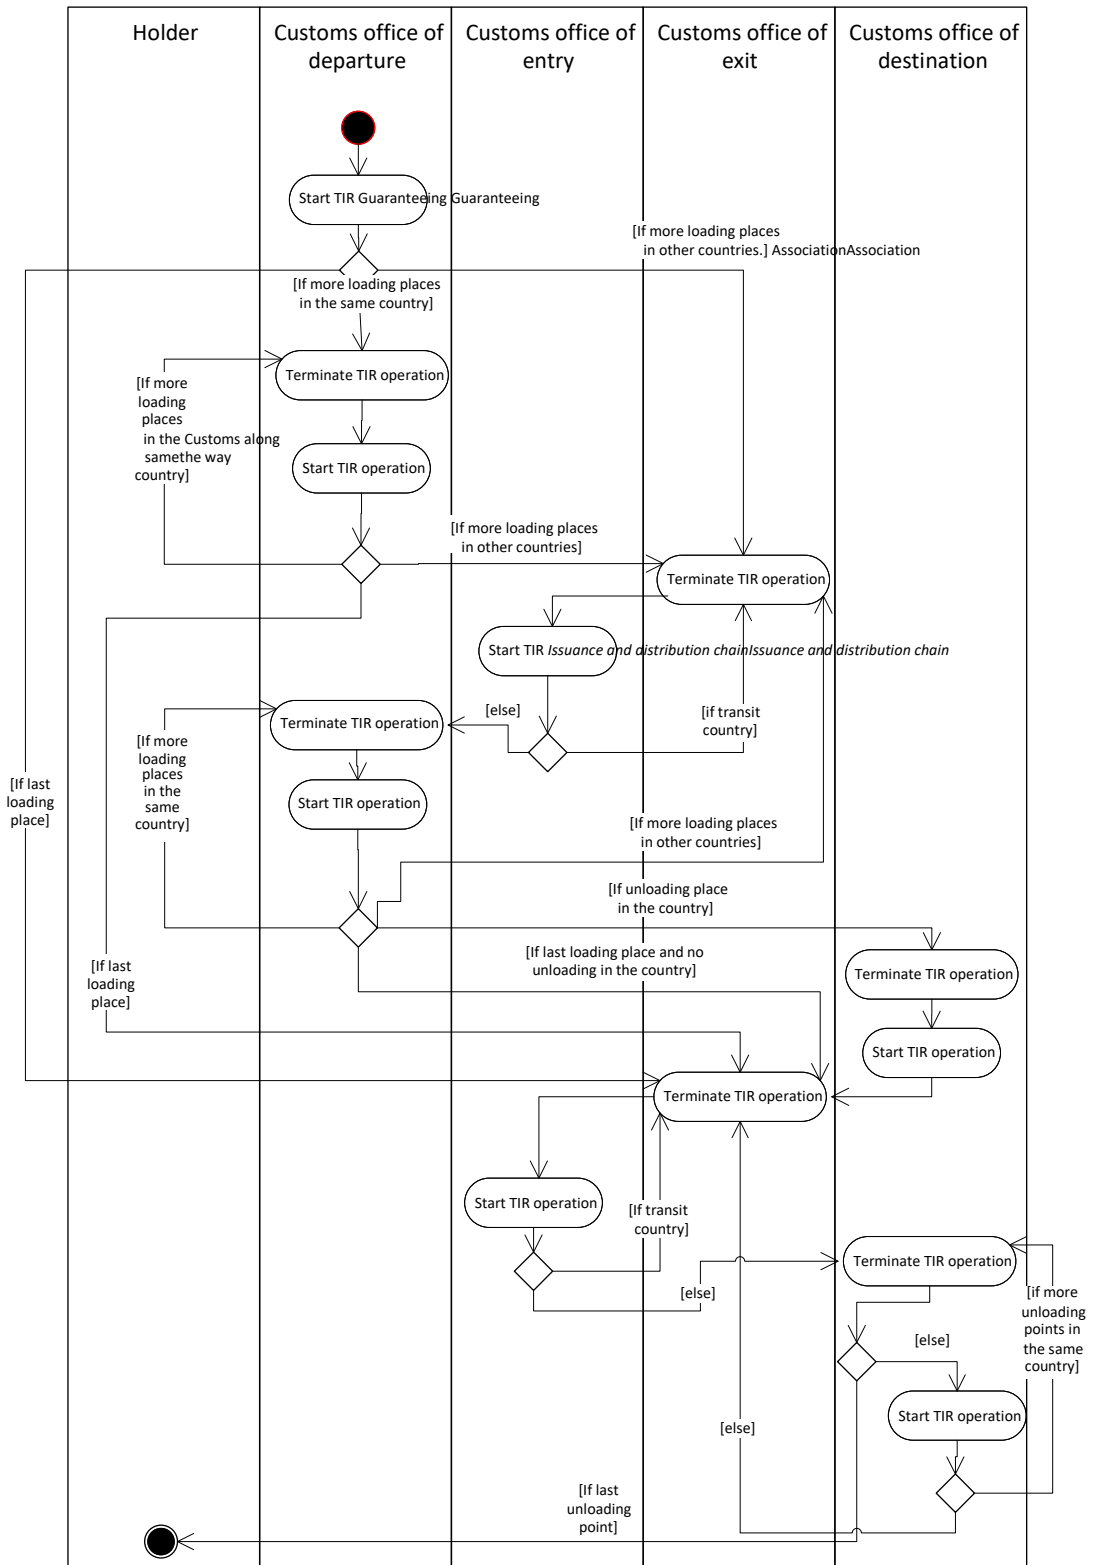 Holder
Customs office of
departure
Customs office of
entry
Customs office of
exit
Customs office of
destination
Start TIR Guaranteeing Guaranteeing
[If more loading places
in other countries.] AssociationAssociation
[If more loading places
in the same country]
Terminate TIR operation
[If more
loading
places
in the Customs along
samethe way
country]
Start TIR operation
[If more loading places
in other countries]
Terminate TIR operation
Start TIR Issuance and distribution chainIssuance and distribution chain
[else]
[if transit
country]
Terminate TIR operation
[If more
loading
places
in the
same
country]
[If last
loading
place]
Start TIR operation
[If more loading places
in other countries]
[If unloading place
in the country]
[If last loading place and no
unloading in the country]
[If last
loading
place]
Terminate TIR operation
Start TIR operation
Terminate TIR operation
Start TIR operation
[If transit
country]
Terminate TIR operation
[else]
[if more
unloading
points in
the same
country]
[else]
Start TIR operation
[else]
[If last
unloading
point]